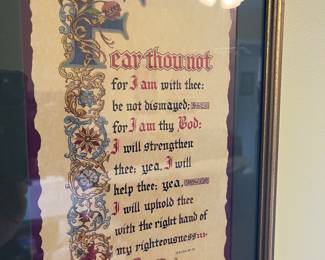 Fear thou not
for I am with thee:
be not dismayed;
for I am thy God:
I will strengthen
thee; yea, I will
help thee; yea,
I will uphold thee
with the right hand of
my righteousness